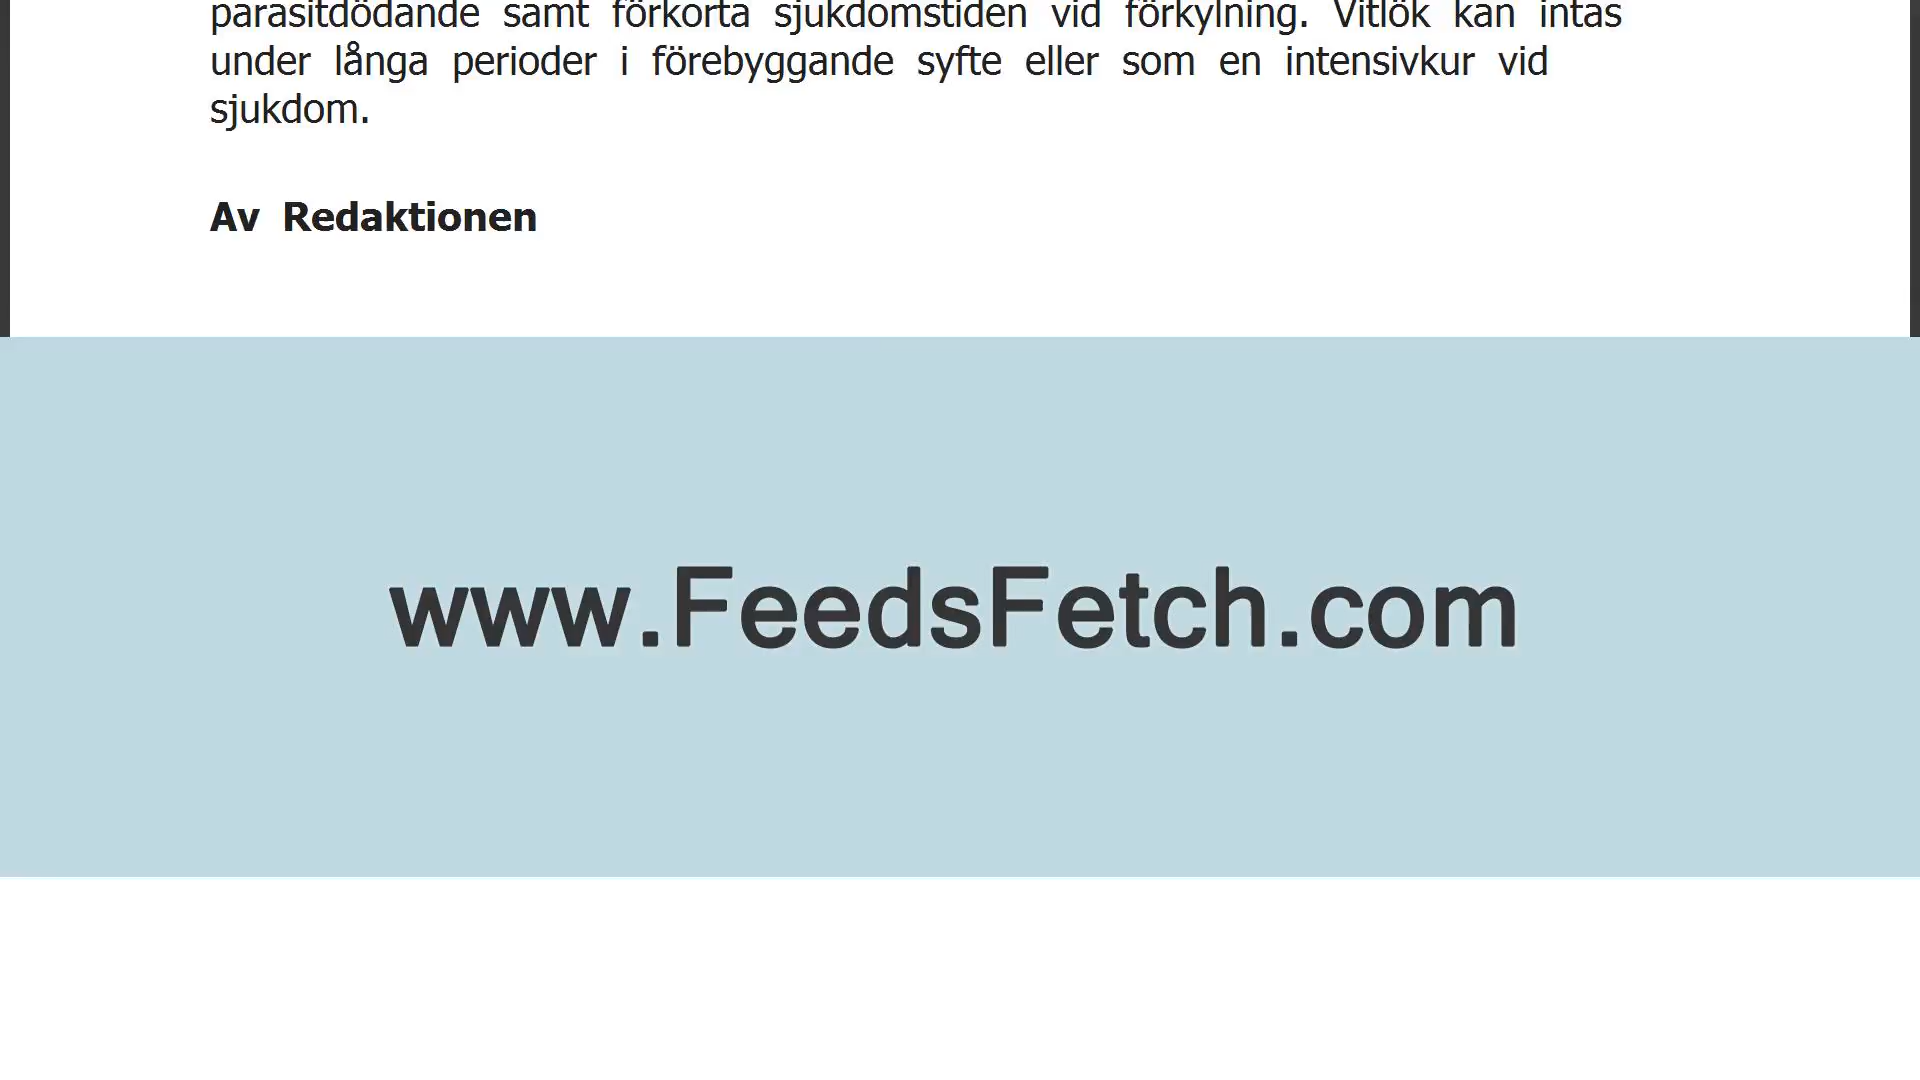 parasitdödande samt förkorta sjukdomstiden vid förkylning. Vitlök kan intas
under långa perioder i förebyggande syfte eller som en intensivkur vid
sjukdom.
Av Redaktionen
www.FeedsFetch.com